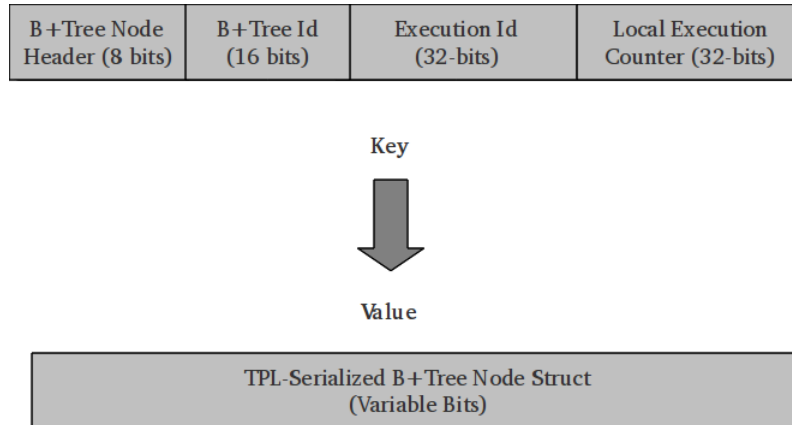 B+Tree Node
Header (8 bits)
B+Tree Id
(16 bits)
Execution Id
(32-bits)
Local Execution
Counter (32-bits)
Key
Value
TPL-Serialized B+Tree Node Struct
(Variable Bits)